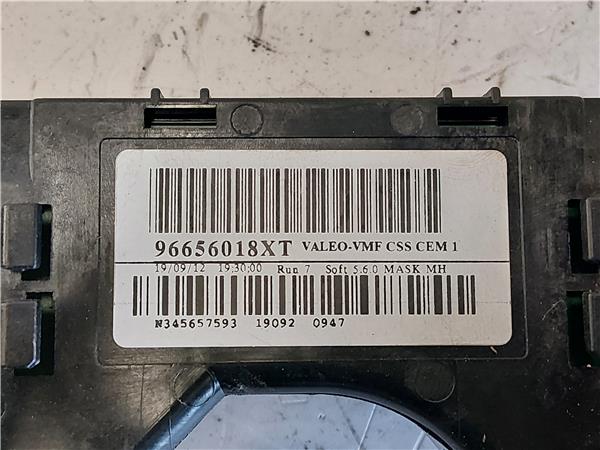 96656018XT VALEO-VMF CSS CEM 1
19/09/12 19:30:00 Run 7 Soft 5.6.0 MASK MH
N345657593 19092 0947